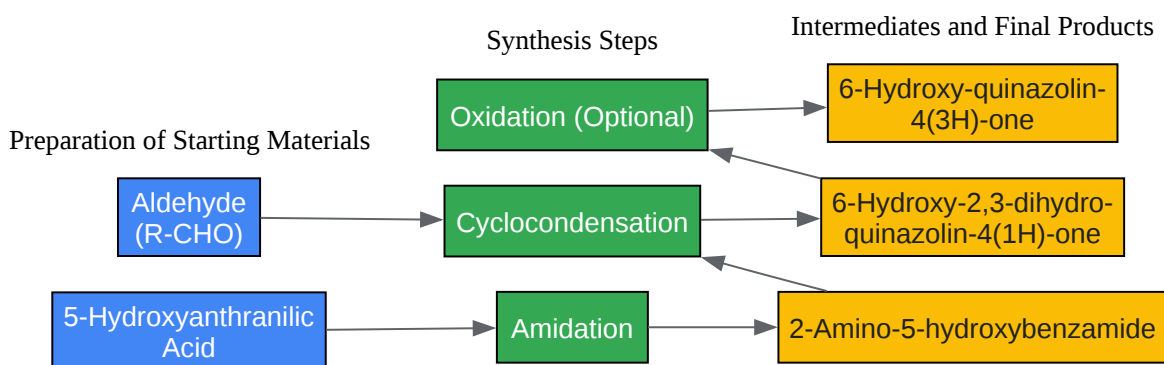 Preparation of Starting Materials
Aldehyde
(R-CHO)
5-Hydroxyanthranilic
Acid
Synthesis Steps
Oxidation (Optional)
Cyclocondensation
Amidation
Intermediates and Final Products
6-Hydroxy-quinazolin-
4(3H)-one
6-Hydroxy-2,3-dihydro-
quinazolin-4(1H)-one
2-Amino-5-hydroxybenzamide